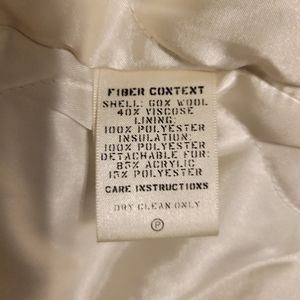 FIBER CONTEXT
SHELL: 60% WOOL
40% VISCOSE
LINING:
100% POLYESTER
INSULATION:
100% POLYESTER
DETACHABLE FUR:
85% ACRYLIC
15% POLYESTER
CARE INSTRUCTIONS
DRY CLEAN ONLY
P